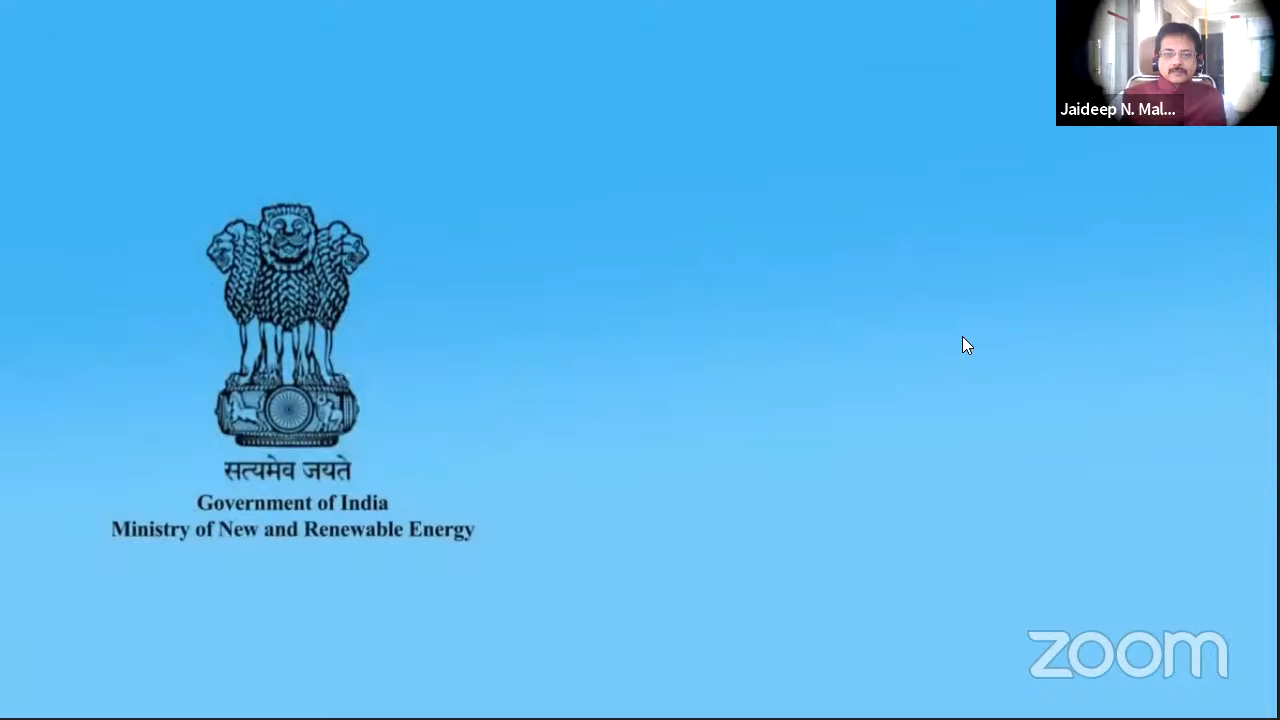 Jaideep N. Mal...
सत्यमेव जयते
Government of India
Ministry of New and Renewable Energy
zoom